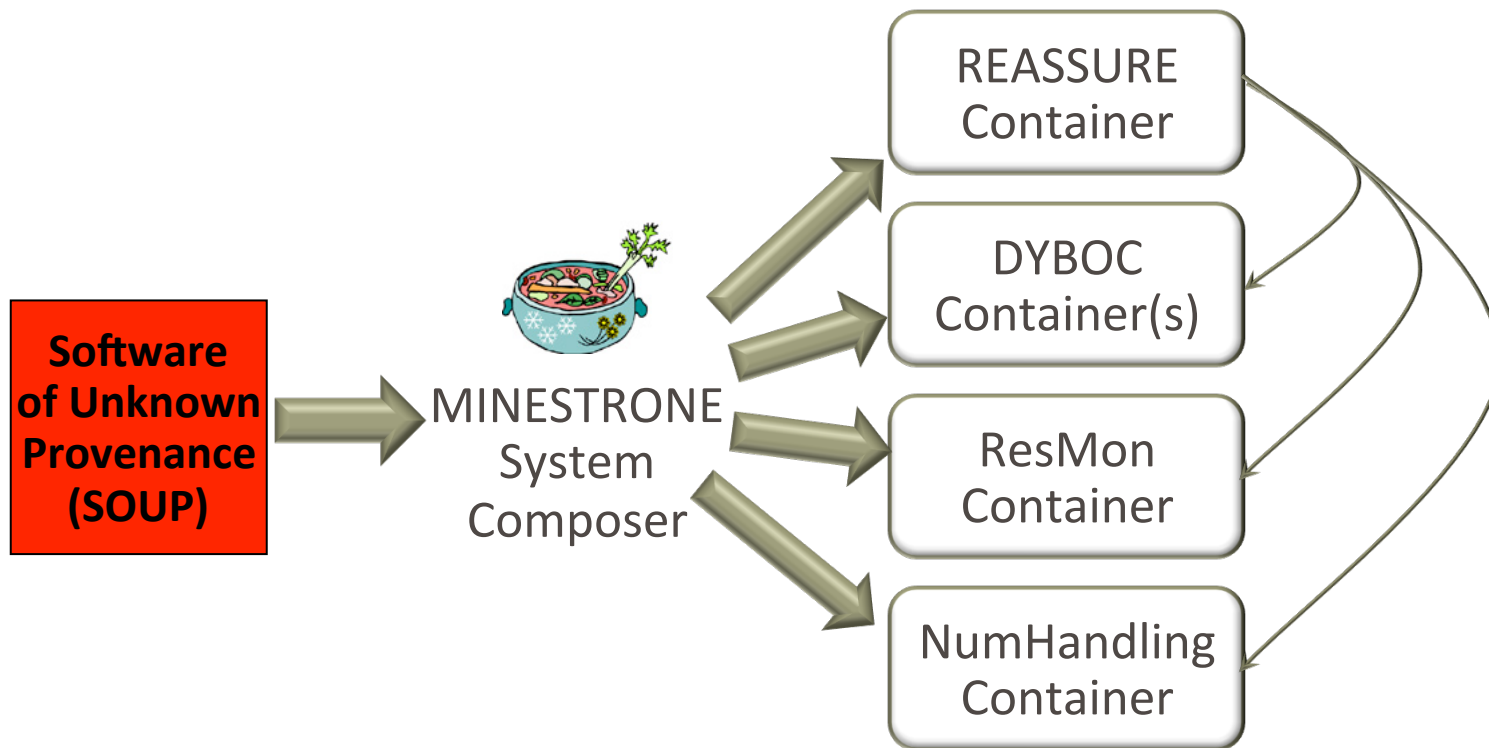 Software
of Unknown
Provenance
(SOUP)
MINESTRONE
System
Composer
REASSURE
Container
DYBOC
Container(s)
ResMon
Container
NumHandling
Container